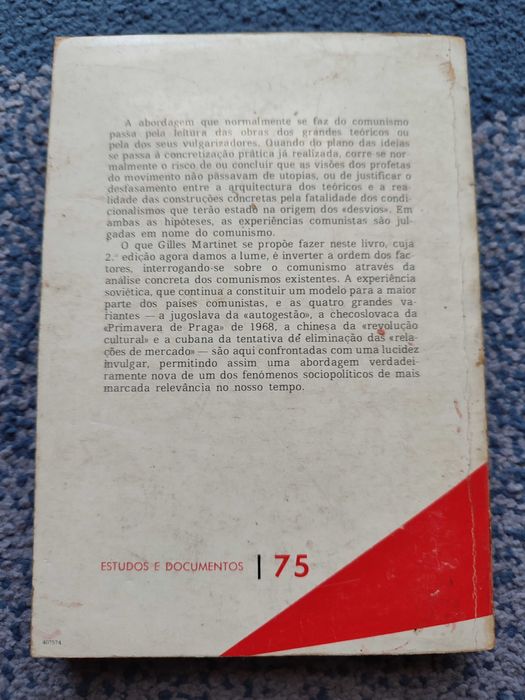 A abordagem que normalmente se faz do comunismo
passa pela leitura das obras dos grandes teóricos ou
pela dos seus vulgarizadores. Quando do plano das ideias
se passa à concretização prática já realizada, corre-se nor-
malmente o risco de ou concluir que as visões dos profetas
do movimento não passavam de utopias, ou de justificar o
desfasamento entre a arquitectura dos teóricos e a rea-
lidade das construções concretas pela fatalidade dos condi-
cionalismos que terão estado na origem dos «desvios». Em
ambas as hipóteses, as experiências comunistas são jul-
gadas em nome do comunismo.
O que Gilles Martinet se propõe fazer neste livro, cuja
2.ª edição agora damos a lume, é inverter a ordem dos fac-
tores, interrogando-se sobre o comunismo através da
análise concreta dos comunismos existentes. A experiência
soviética, que continua a constituir um modelo para a maior
parte dos países comunistas, e as quatro grandes va-
riantes — a jugoslava da «autogestão», a checoslovaca da
«Primavera de Praga» de 1968, a chinesa da «revolução
cultural» e a cubana da tentativa de eliminação das «rela-
ções de mercado» — são aqui confrontadas com uma lucidez
invulgar, permitindo assim uma abordagem verdadei-
ramente nova de um dos fenómenos sociopolíticos de mais
marcada relevância no nosso tempo.
ESTUDOS E DOCUMENTOS | 75